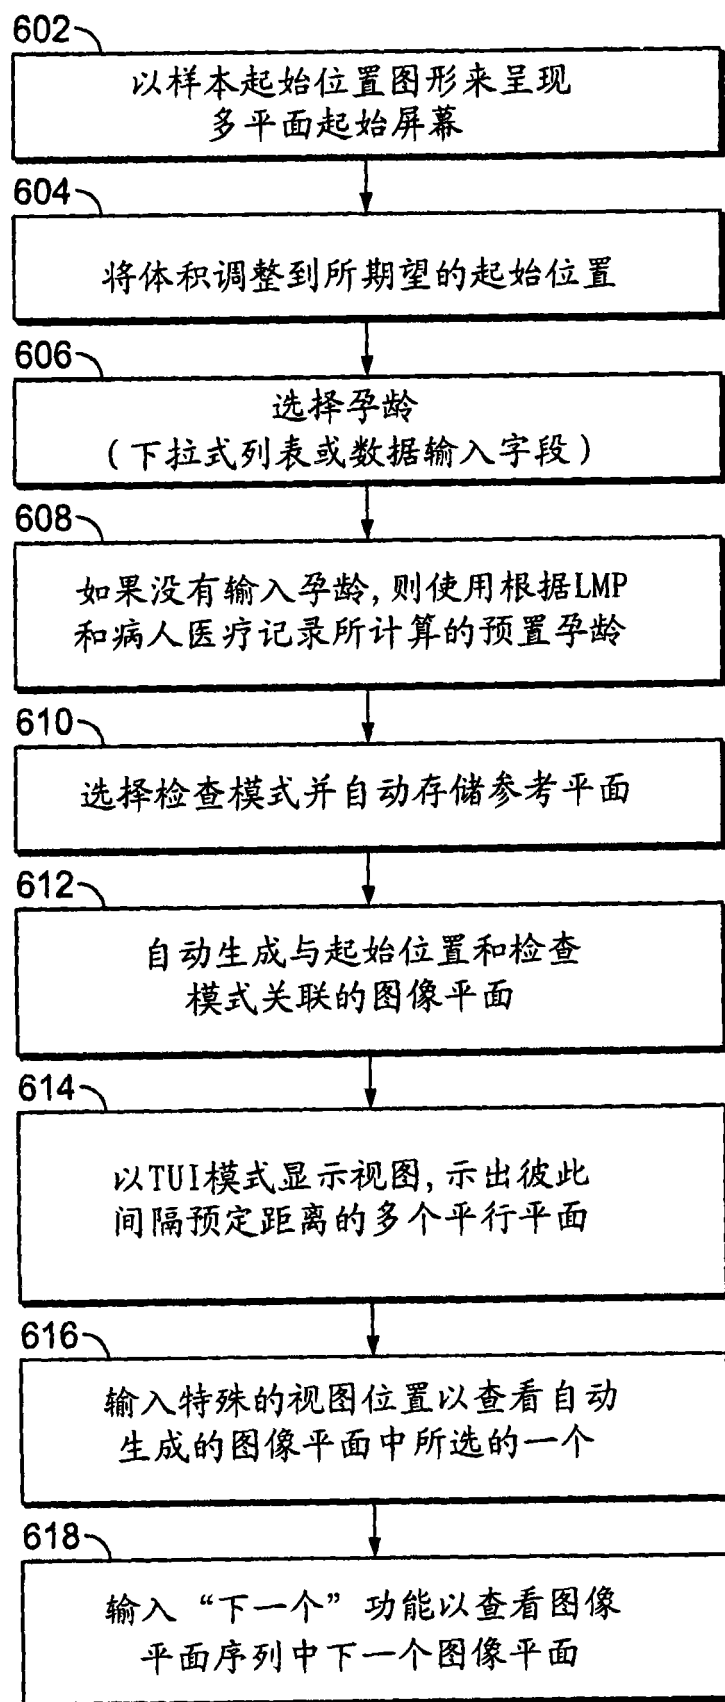 602
以样本起始位置图形来呈现
多平面起始屏幕
604
将体积调整到所期望的起始位置
606
选择孕龄
(下拉式列表或数据输入字段)
608
如果没有输入孕龄,则使用根据LMP
和病人医疗记录所计算的预置孕龄
610
选择检查模式并自动存储参考平面
612
自动生成与起始位置和检查
模式关联的图像平面
614
以TUI模式显示视图,示出彼此
间隔预定距离的多个平行平面
616
输入特殊的视图位置以查看自动
生成的图像平面中所选的一个
618
输入“下一个”功能以查看图像
平面序列中下一个图像平面